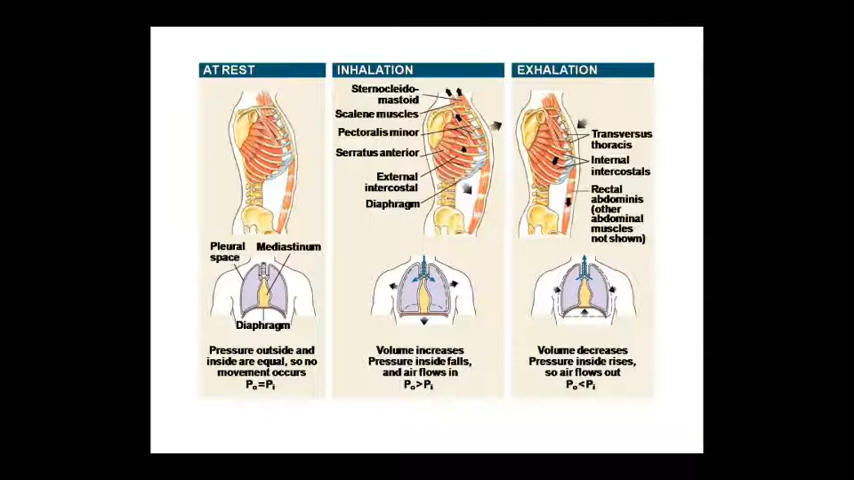 AT REST
Pleural
space
Mediastinum
Diaphragm
Pressure outside and
inside are equal, so no
movement occurs
Po = Pi
INHALATION
Sternocleido-
mastoid
Scalene muscles
Pectoralis minor
Serratus anterior
External
intercostal
Diaphragm
Volume increases
Pressure inside falls,
and air flows in
Po > Pi
EXHALATION
Transversus
thoracis
Internal
intercostals
Rectal
abdominis
(other
abdominal
muscles
not shown)
Volume decreases
Pressure inside rises,
so air flows out
Po < Pi